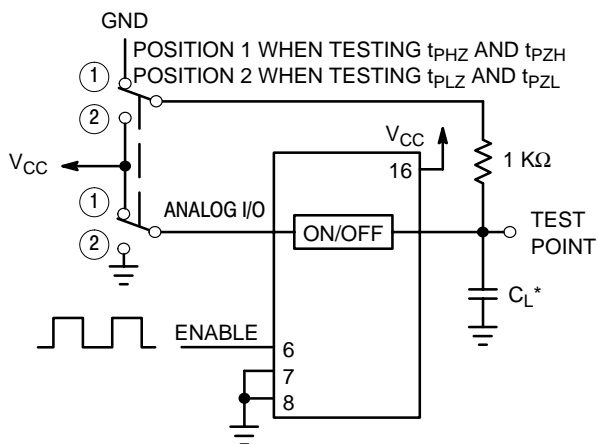 GND
POSITION 1 WHEN TESTING tPHZ AND tPZH
POSITION 2 WHEN TESTING tPLZ AND tPZL
1
2
VCC
VCC
16
1 KΩ
1
2
ANALOG I/O
ON/OFF
TEST
POINT
CL*
ENABLE
6
7
8